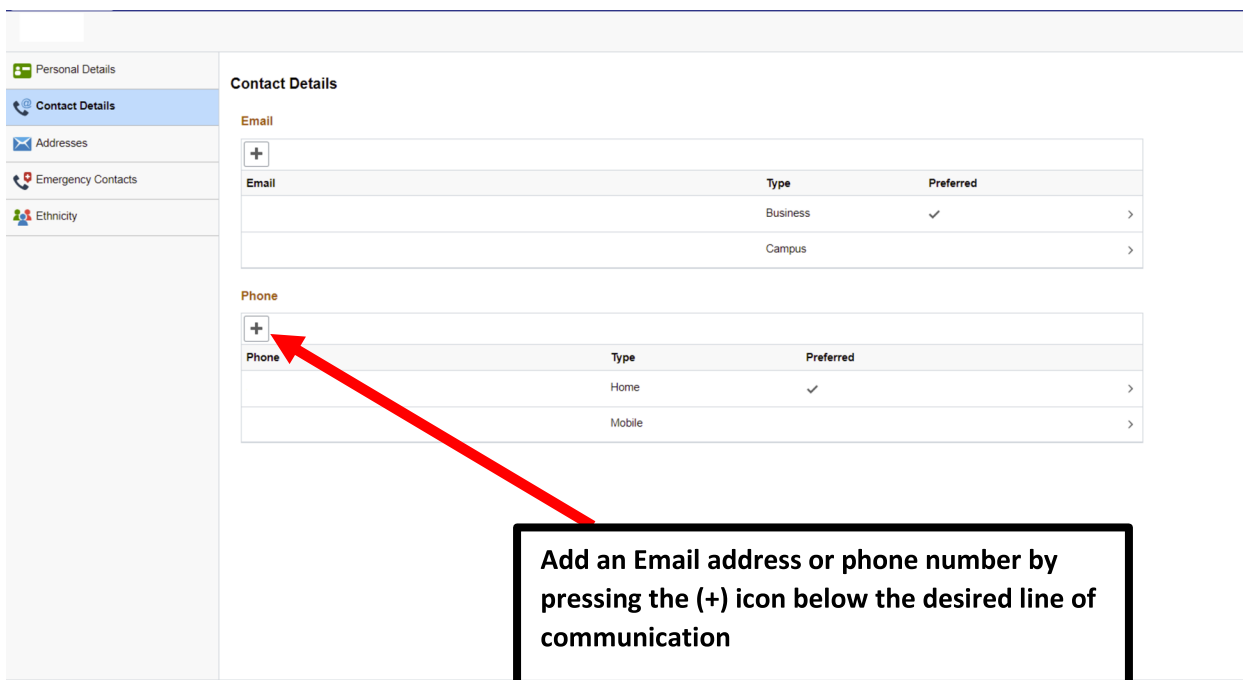 Personal Details
Contact Details
Addresses
Emergency Contacts
Ethnicity
Contact Details
Email
+
Email Type Preferred
Business ✓ >
Campus >
Phone
+
Phone Type Preferred
Home ✓ >
Mobile >
Add an Email address or phone number by
pressing the (+) icon below the desired line of
communication